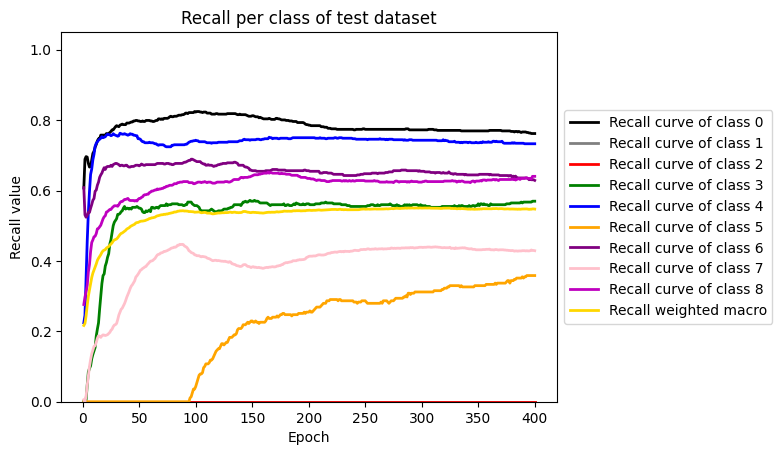 Recall per class of test dataset
Recall value
1.0
0.8
0.6
0.4
0.2
0.0
0
50
100
150
200
250
300
350
400
Epoch
Recall curve of class 0
Recall curve of class 1
Recall curve of class 2
Recall curve of class 3
Recall curve of class 4
Recall curve of class 5
Recall curve of class 6
Recall curve of class 7
Recall curve of class 8
Recall weighted macro